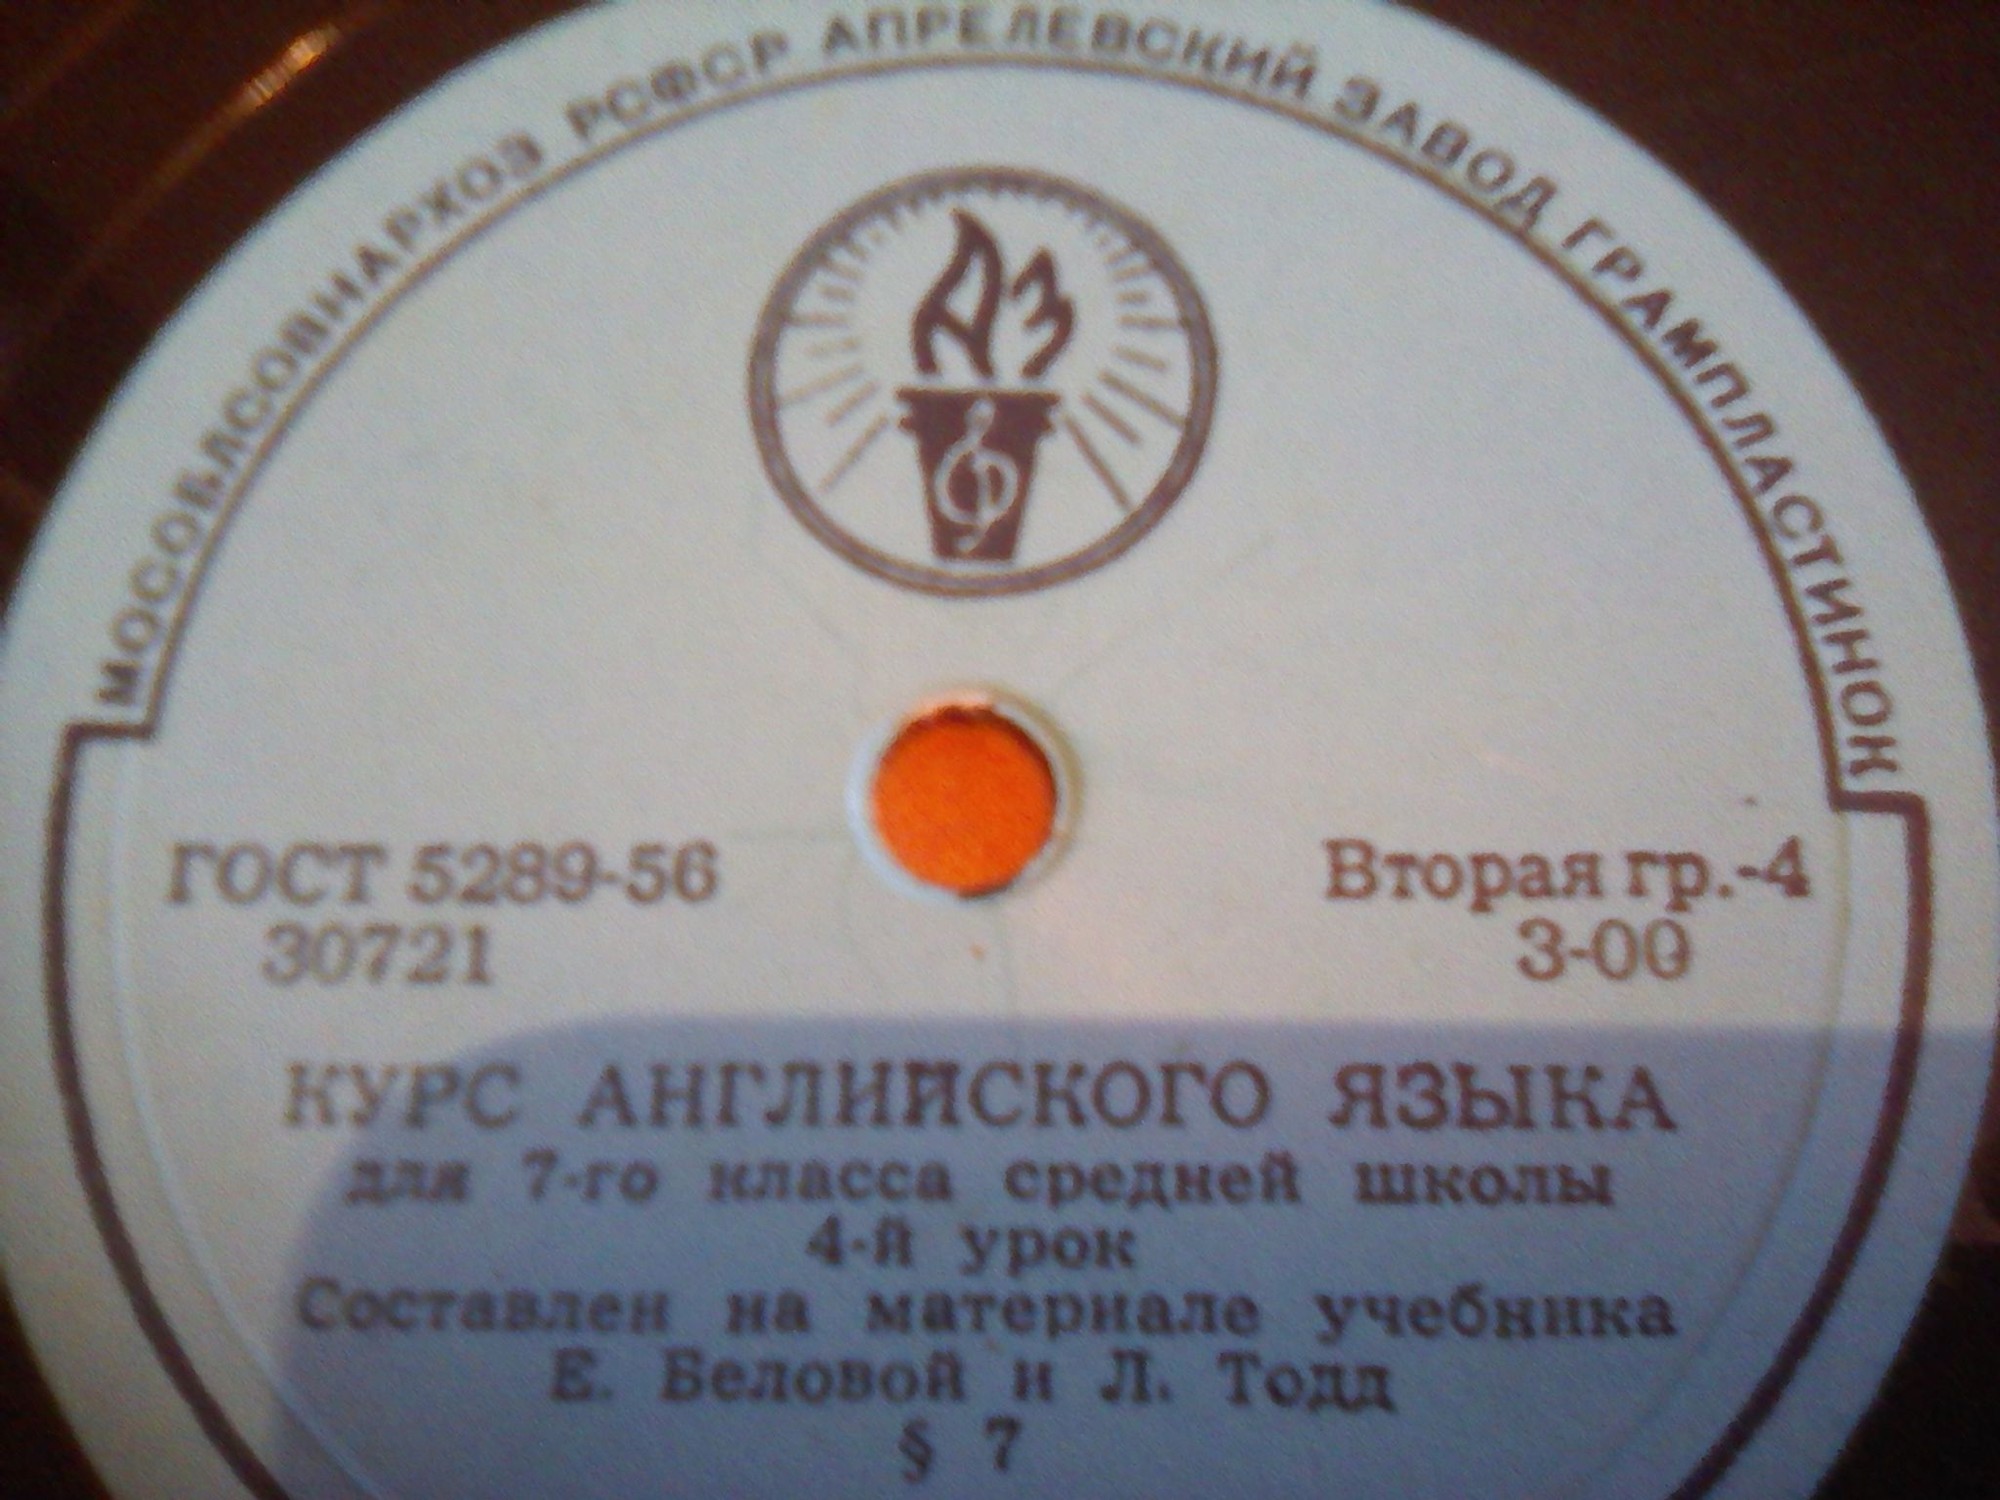 МОСОБЛСОВНАРХОЗ РСФСР АПРЕЛЕВСКИЙ ЗАВОД ГРАМПЛАСТИНОК
АЗ
ГОСТ 5289-56
30721
Вторая гр.-4
3-00
КУРС АНГЛИЙСКОГО ЯЗЫКА
для 7-го класса средней школы
4-й урок
Составлен на материале учебника
Е. Беловой и Л. Тодд
§ 7